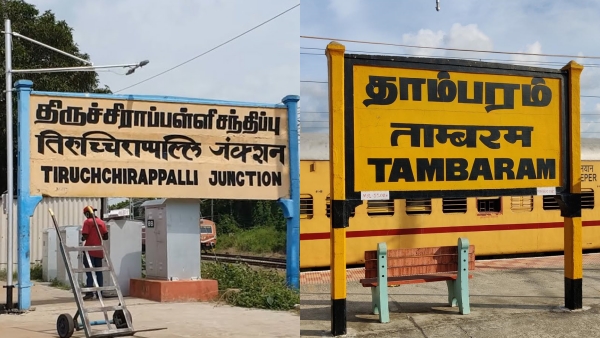 திருச்சிராப்பள்ளி சந்திப்பு
तिरुच्चिराप्पल्लि जंक्शन
TIRUCHCHIRAPPALLI JUNCTION
தாம்பரம்
ताम्बरम
TAMBARAM